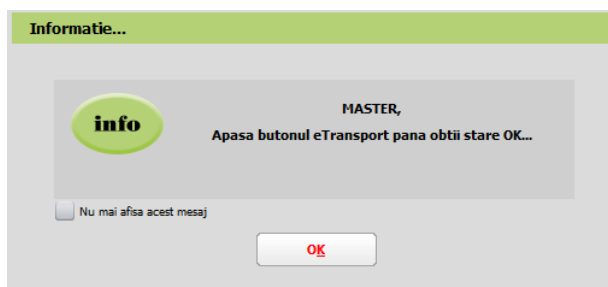 Informatie...
info
MASTER,
Apasa butonul eTransport pana obtii stare OK...
Nu mai afisa acest mesaj
OK